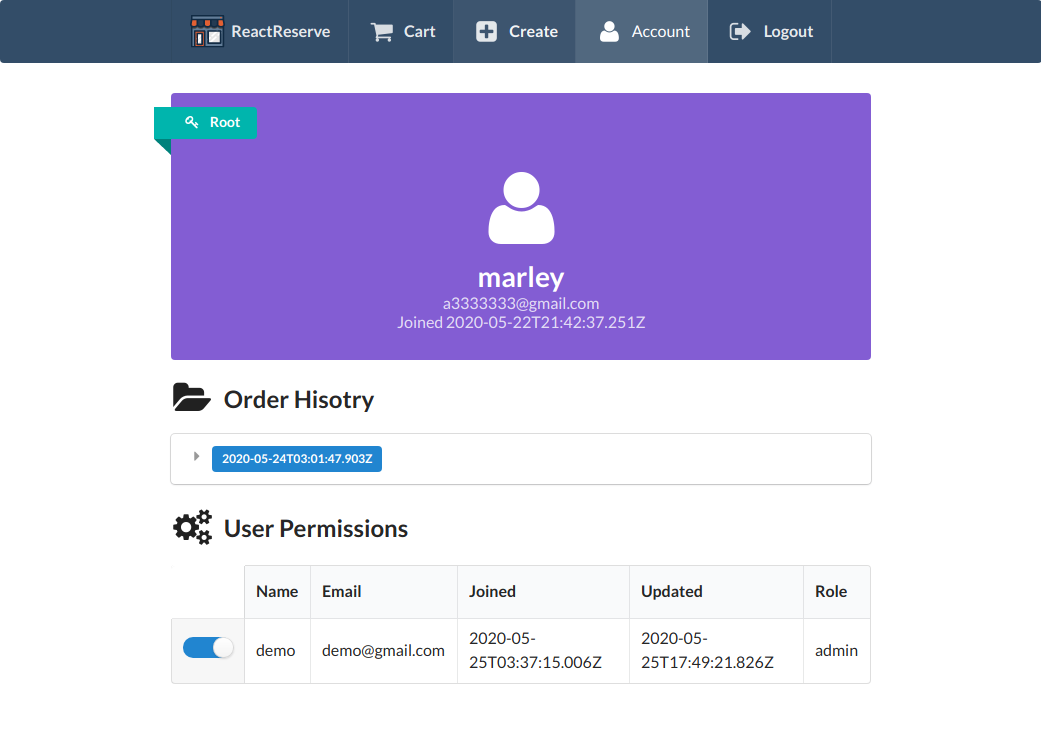 ReactReserve Cart Create Account Logout
Root
marley
a3333333@gmail.com
Joined 2020-05-22T21:42:37.251Z
Order Hisotry
2020-05-24T03:01:47.903Z
User Permissions
Name Email Joined Updated Role
demo demo@gmail.com 2020-05-25T03:37:15.006Z 2020-05-25T17:49:21.826Z admin